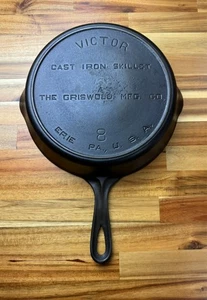 VICTOR
CAST IRON SKILLET
THE GRISWOLD MFG. CO.
8
ERIE PA., U.S.A.